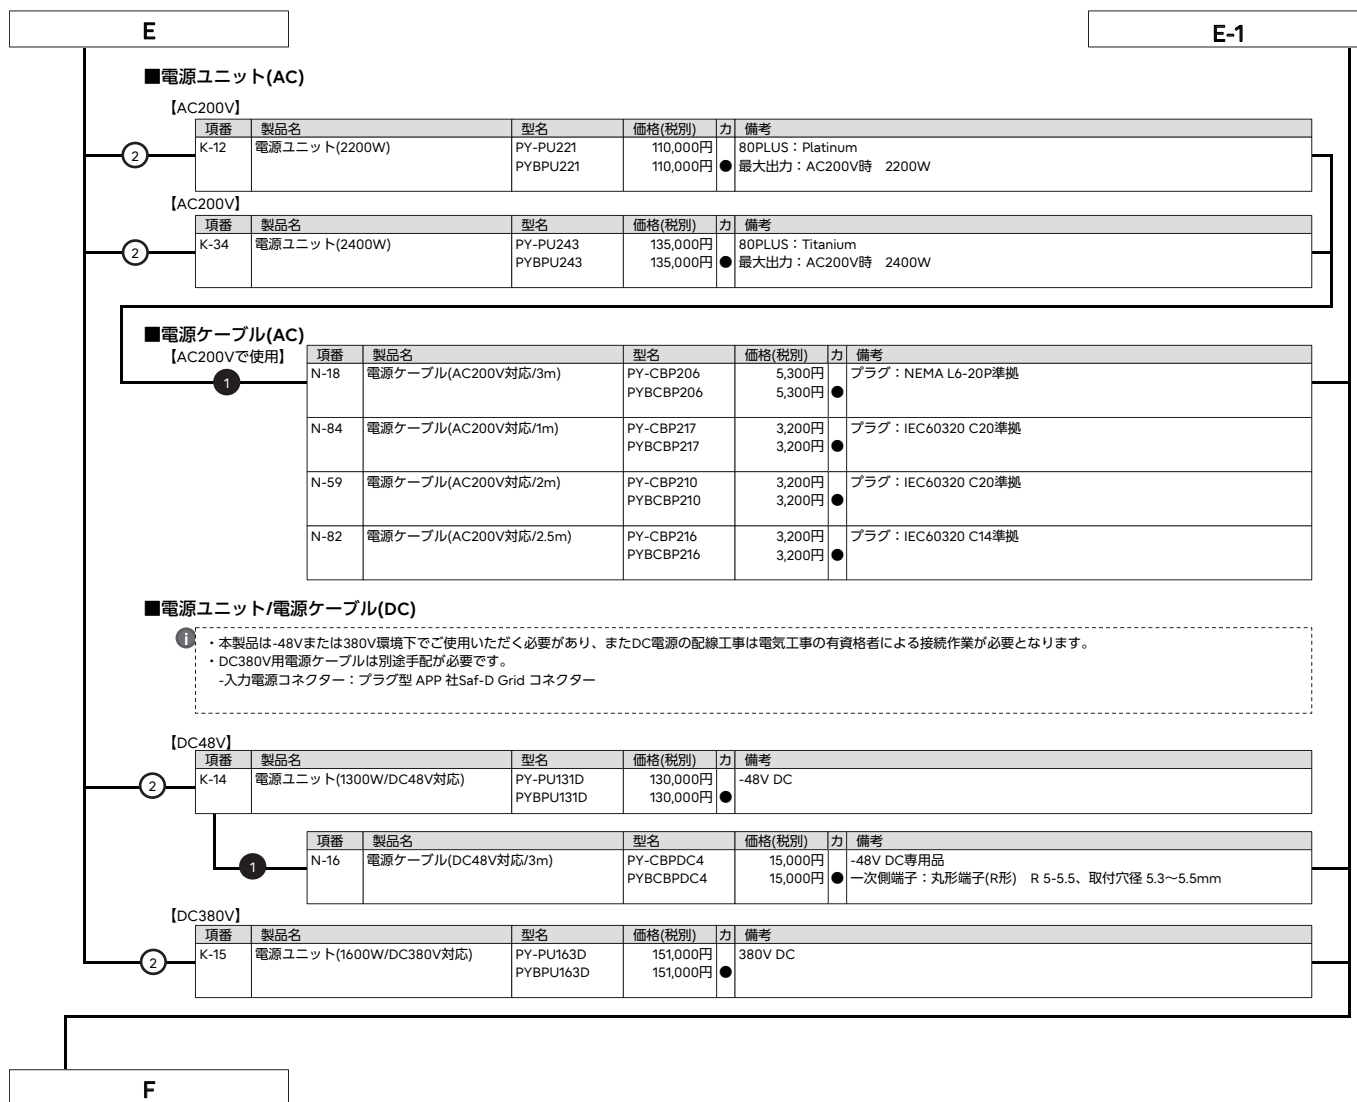 E
E-1
■電源ユニット(AC)
【AC200V】
項番 製品名 型名 価格(税別) カ 備考
② K-12 電源ユニット(2200W) PY-PU221 110,000円 80PLUS：Platinum
PYBPU221 110,000円 ● 最大出力：AC200V時　2200W
【AC200V】
項番 製品名 型名 価格(税別) カ 備考
② K-34 電源ユニット(2400W) PY-PU243 135,000円 80PLUS：Titanium
PYBPU243 135,000円 ● 最大出力：AC200V時　2400W
■電源ケーブル(AC)
【AC200Vで使用】 項番 製品名 型名 価格(税別) カ 備考
❶ N-18 電源ケーブル(AC200V対応/3m) PY-CBP206 5,300円 プラグ：NEMA L6-20P準拠
PYBCBP206 5,300円 ●
N-84 電源ケーブル(AC200V対応/1m) PY-CBP217 3,200円 プラグ：IEC60320 C20準拠
PYBCBP217 3,200円 ●
N-59 電源ケーブル(AC200V対応/2m) PY-CBP210 3,200円 プラグ：IEC60320 C20準拠
PYBCBP210 3,200円 ●
N-82 電源ケーブル(AC200V対応/2.5m) PY-CBP216 3,200円 プラグ：IEC60320 C14準拠
PYBCBP216 3,200円 ●
■電源ユニット/電源ケーブル(DC)
i ・本製品は-48Vまたは380V環境下でご使用いただく必要があり、またDC電源の配線工事は電気工事の有資格者による接続作業が必要となります。
・DC380V用電源ケーブルは別途手配が必要です。
-入力電源コネクター：プラグ型 APP 社Saf-D Grid コネクター
【DC48V】
項番 製品名 型名 価格(税別) カ 備考
② K-14 電源ユニット(1300W/DC48V対応) PY-PU131D 130,000円 -48V DC
PYBPU131D 130,000円 ●
項番 製品名 型名 価格(税別) カ 備考
❶ N-16 電源ケーブル(DC48V対応/3m) PY-CBPDC4 15,000円 -48V DC専用品
PYBCBPDC4 15,000円 ● 一次側端子：丸形端子(R形)　R 5-5.5、取付穴径 5.3～5.5mm
【DC380V】
項番 製品名 型名 価格(税別) カ 備考
② K-15 電源ユニット(1600W/DC380V対応) PY-PU163D 151,000円 380V DC
PYBPU163D 151,000円 ●
F